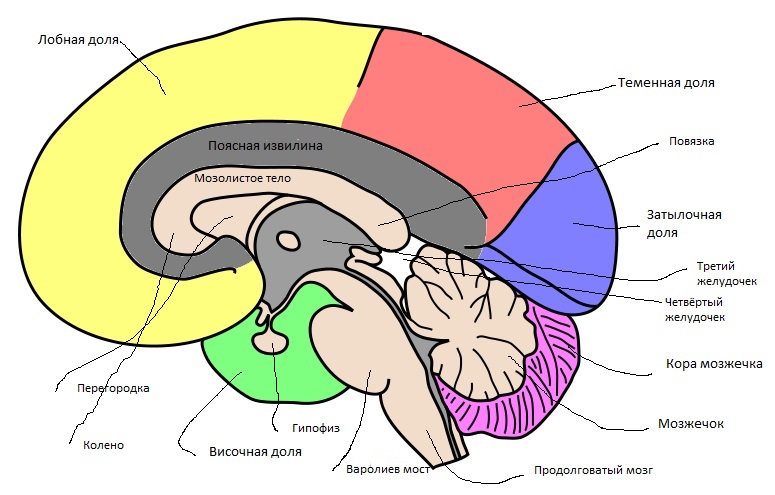 Лобная доля
Теменная доля
Поясная извилина
Повязка
Мозолистое тело
Затылочная
доля
Третий
желудочек
Четвёртый
желудочек
Кора мозжечка
Перегородка
Мозжечок
Гипофиз
Колено
Височная доля
Варолиев мост
Продолговатый мозг